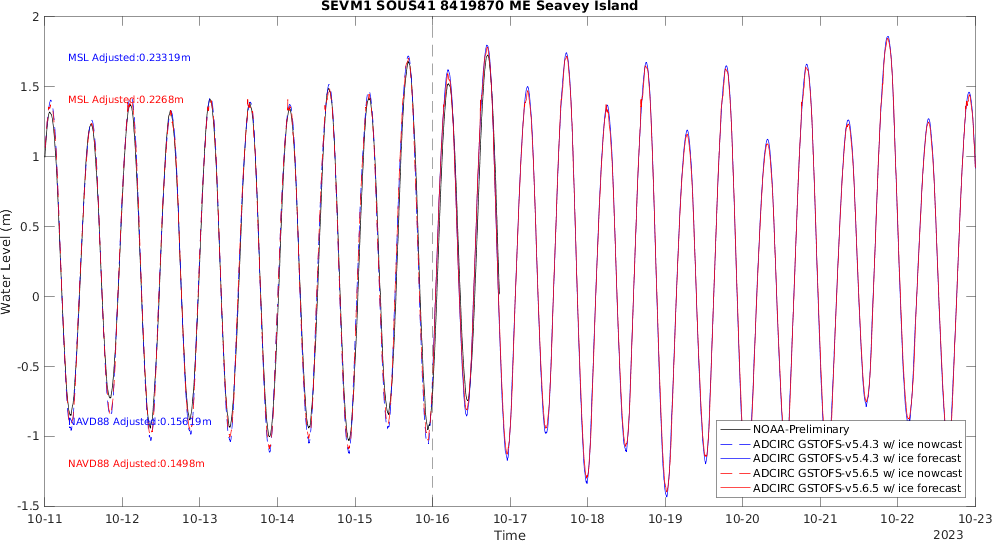 SEVM1 SOUS41 8419870 ME Seavey Island
2
1.5
1
0.5
0
-0.5
-1
-1.5
Water Level (m)
MSL Adjusted:0.23319m
MSL Adjusted:0.2268m
NAVD88 Adjusted:0.15619m
NAVD88 Adjusted:0.1498m
NOAA-Preliminary
ADCIRC GSTOFS-v5.4.3 w/ ice nowcast
ADCIRC GSTOFS-v5.4.3 w/ ice forecast
ADCIRC GSTOFS-v5.6.5 w/ ice nowcast
ADCIRC GSTOFS-v5.6.5 w/ ice forecast
10-11 10-12 10-13 10-14 10-15 10-16 10-17 10-18 10-19 10-20 10-21 10-22 10-23
Time
2023